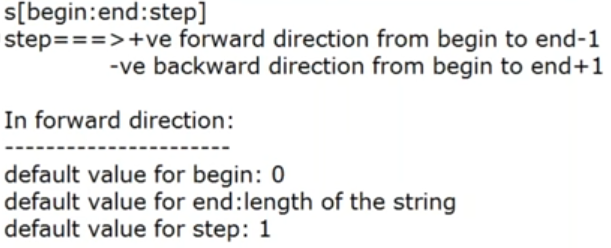 s[begin:end:step]
step===>+ve forward direction from begin to end-1
-ve backward direction from begin to end+1
In forward direction:
----------------------
default value for begin: 0
default value for end:length of the string
default value for step: 1